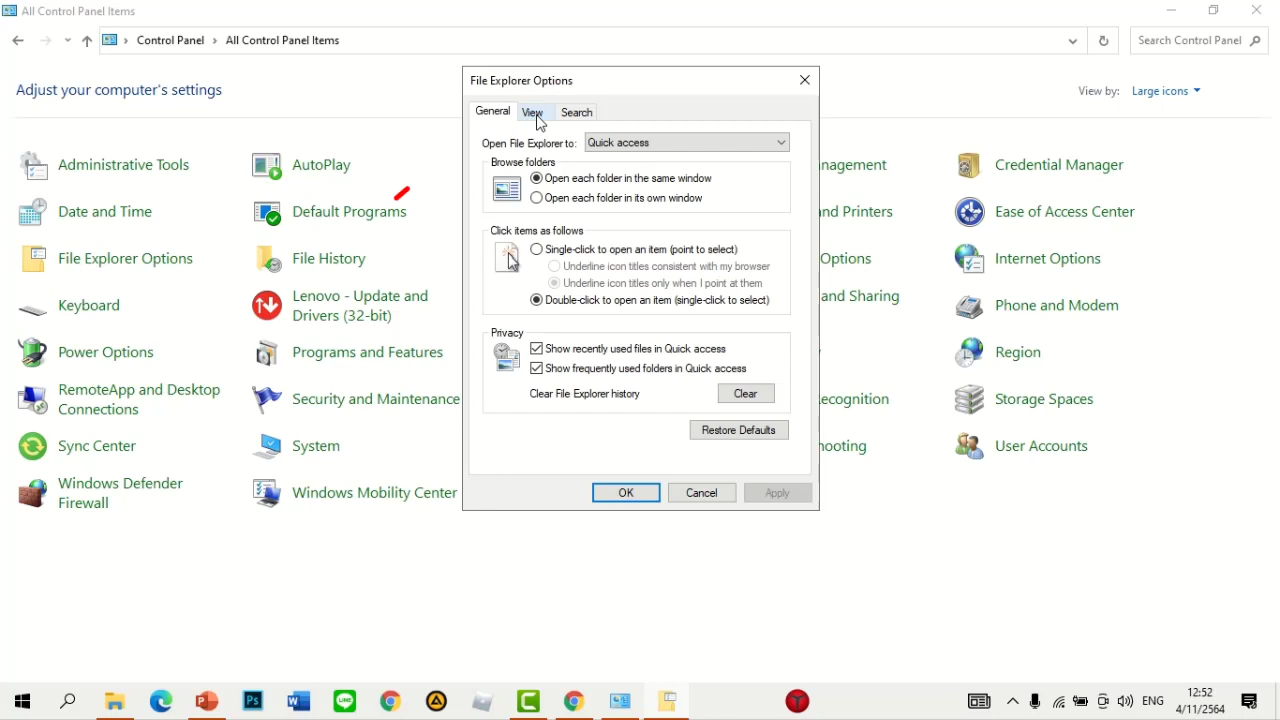 All Control Panel Items
Control Panel
All Control Panel Items
Search Control Panel
Adjust your computer's settings
View by: Large icons
Administrative Tools
AutoPlay
anagement
Credential Manager
Date and Time
Default Programs
and Printers
Ease of Access Center
File Explorer Options
File History
Options
Internet Options
Keyboard
Lenovo - Update and
Drivers (32-bit)
and Sharing
Phone and Modem
Power Options
Programs and Features
Region
RemoteApp and Desktop
Connections
Security and Maintenance
ecognition
Storage Spaces
Sync Center
System
hooting
User Accounts
Windows Defender
Firewall
Windows Mobility Center
File Explorer Options
General
View
Search
Open File Explorer to: Quick access
Browse folders
Open each folder in the same window
Open each folder in its own window
Click items as follows
Single-click to open an item (point to select)
Underline icon titles consistent with my browser
Underline icon titles only when I point at them
Double-click to open an item (single-click to select)
Privacy
Show recently used files in Quick access
Show frequently used folders in Quick access
Clear File Explorer history
Clear
Restore Defaults
OK
Cancel
Apply
ENG
12:52
4/11/2564